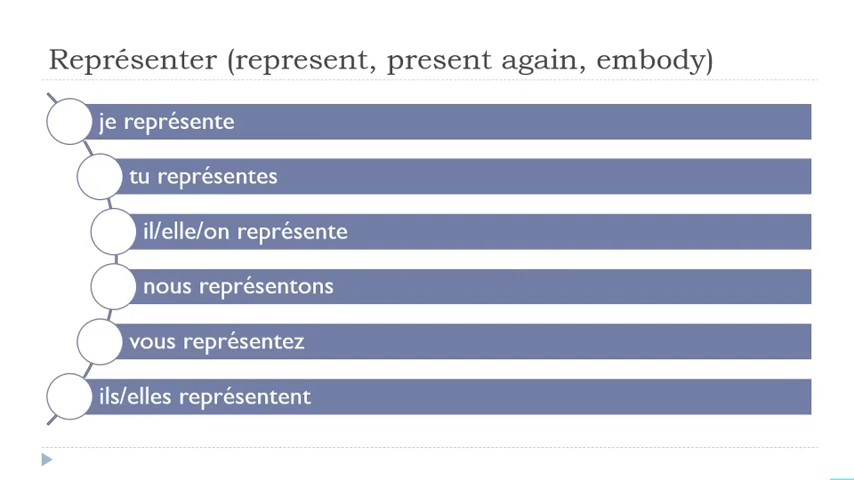 Représenter (represent, present again, embody)
je représente
tu représentes
il/elle/on représente
nous représentons
vous représentez
ils/elles représentent